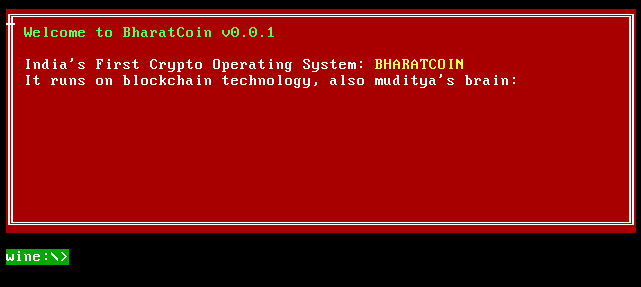 Welcome to BharatCoin v0.0.1
India's First Crypto Operating System: BHARATCOIN
It runs on blockchain technology, also muditya's brain:
wine:\>